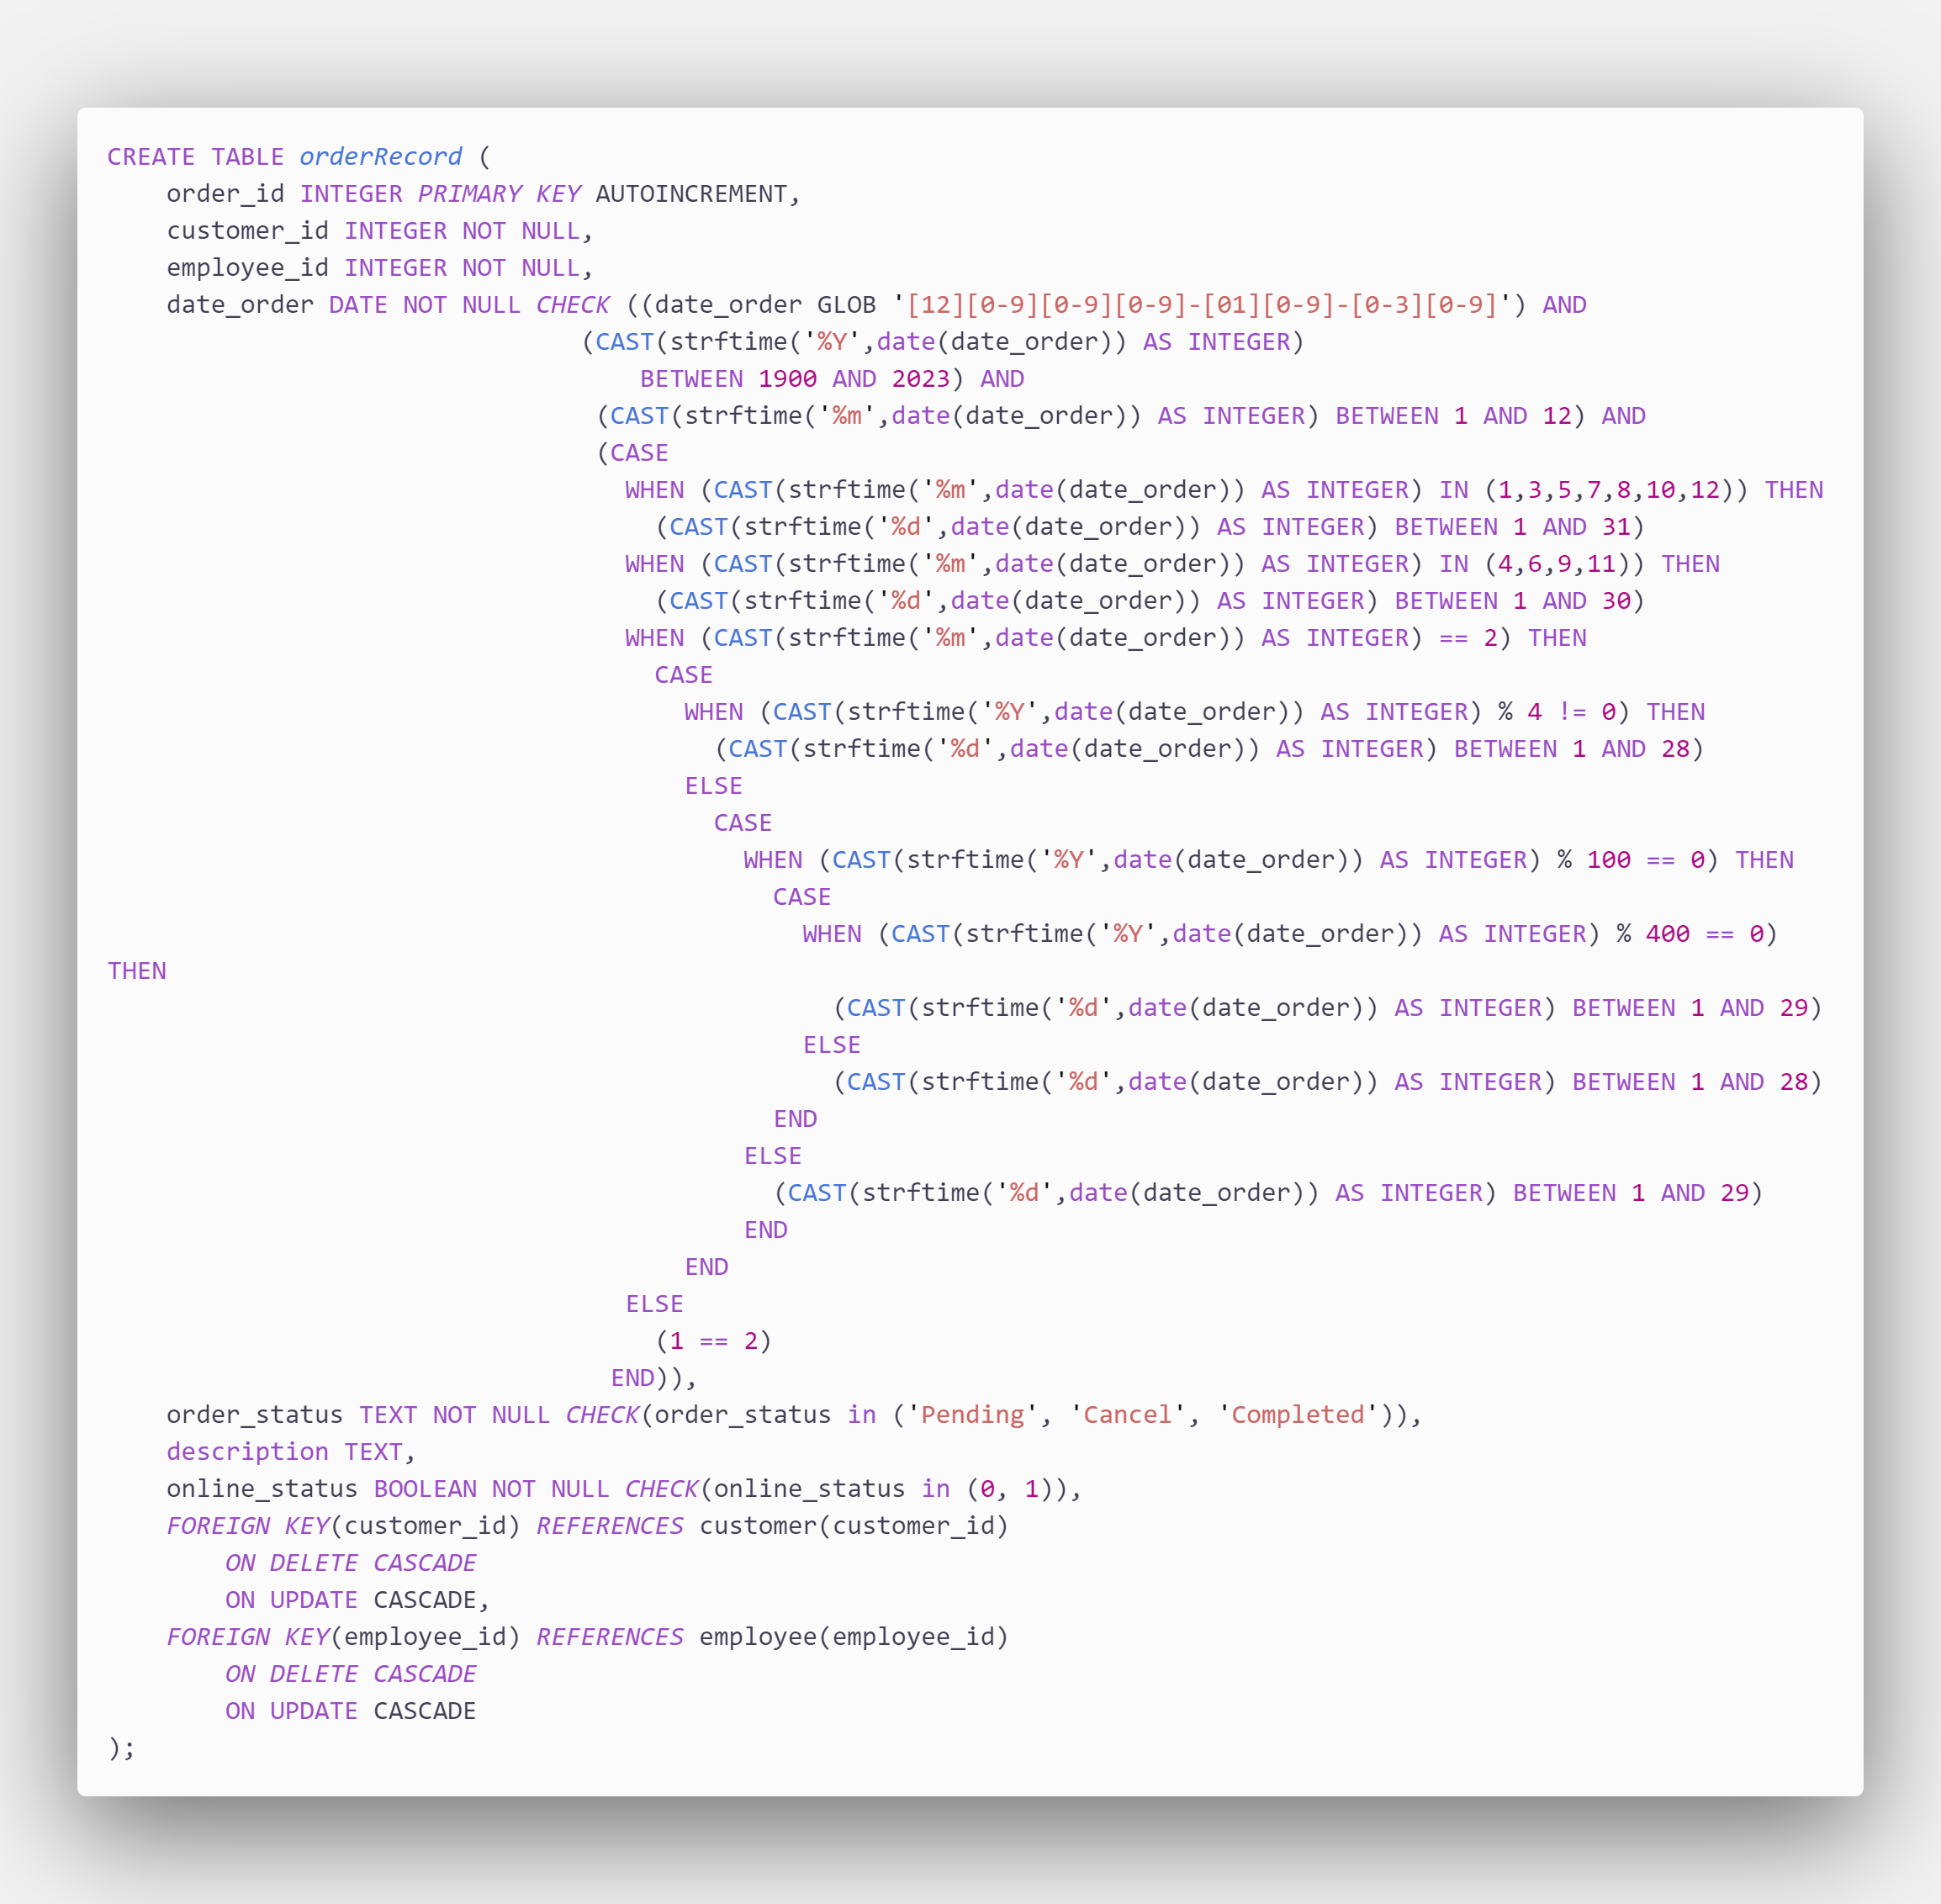 CREATE TABLE orderRecord (
    order_id INTEGER PRIMARY KEY AUTOINCREMENT,
    customer_id INTEGER NOT NULL,
    employee_id INTEGER NOT NULL,
    date_order DATE NOT NULL CHECK ((date_order GLOB '[12][0-9][0-9][0-9]-[01][0-9]-[0-3][0-9]') AND
                                (CAST(strftime('%Y',date(date_order)) AS INTEGER)
                                    BETWEEN 1900 AND 2023) AND
                                 (CAST(strftime('%m',date(date_order)) AS INTEGER) BETWEEN 1 AND 12) AND
                                 (CASE
                                   WHEN (CAST(strftime('%m',date(date_order)) AS INTEGER) IN (1,3,5,7,8,10,12)) THEN
                                     (CAST(strftime('%d',date(date_order)) AS INTEGER) BETWEEN 1 AND 31)
                                   WHEN (CAST(strftime('%m',date(date_order)) AS INTEGER) IN (4,6,9,11)) THEN
                                     (CAST(strftime('%d',date(date_order)) AS INTEGER) BETWEEN 1 AND 30)
                                   WHEN (CAST(strftime('%m',date(date_order)) AS INTEGER) == 2) THEN
                                     CASE
                                       WHEN (CAST(strftime('%Y',date(date_order)) AS INTEGER) % 4 != 0) THEN
                                         (CAST(strftime('%d',date(date_order)) AS INTEGER) BETWEEN 1 AND 28)
                                       ELSE
                                         CASE
                                           WHEN (CAST(strftime('%Y',date(date_order)) AS INTEGER) % 100 == 0) THEN
                                             CASE
                                               WHEN (CAST(strftime('%Y',date(date_order)) AS INTEGER) % 400 == 0)
THEN
                                                 (CAST(strftime('%d',date(date_order)) AS INTEGER) BETWEEN 1 AND 29)
                                               ELSE
                                                 (CAST(strftime('%d',date(date_order)) AS INTEGER) BETWEEN 1 AND 28)
                                             END
                                           ELSE
                                             (CAST(strftime('%d',date(date_order)) AS INTEGER) BETWEEN 1 AND 29)
                                           END
                                       END
                                   ELSE
                                     (1 == 2)
                                  END)),
    order_status TEXT NOT NULL CHECK(order_status in ('Pending', 'Cancel', 'Completed')),
    description TEXT,
    online_status BOOLEAN NOT NULL CHECK(online_status in (0, 1)),
    FOREIGN KEY(customer_id) REFERENCES customer(customer_id)
        ON DELETE CASCADE
        ON UPDATE CASCADE,
    FOREIGN KEY(employee_id) REFERENCES employee(employee_id)
        ON DELETE CASCADE
        ON UPDATE CASCADE
);